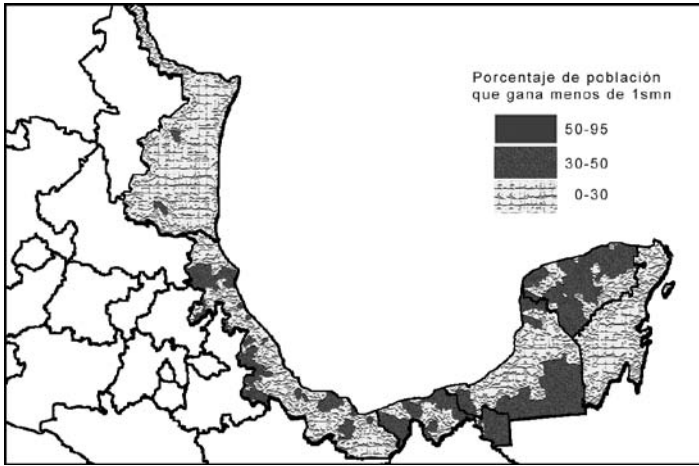 Porcentaje de población
que gana menos de 1smn
50-95
30-50
0-30